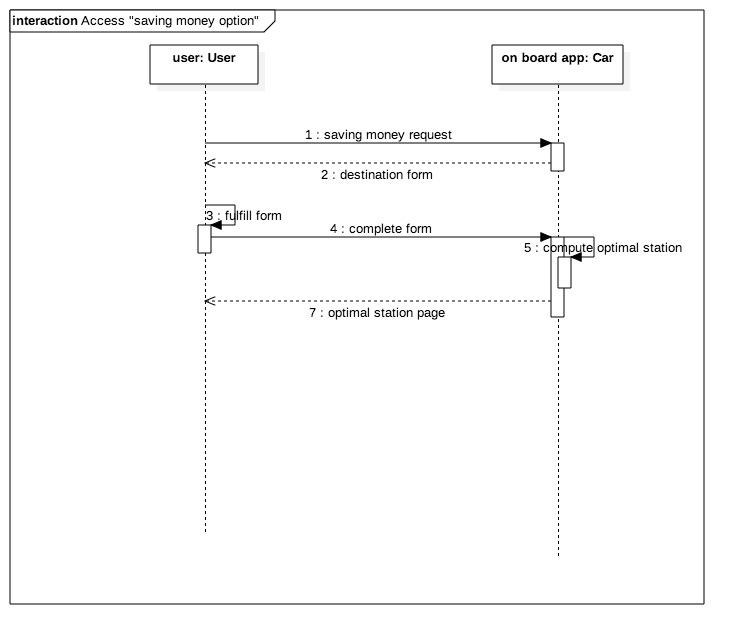 interaction Access "saving money option"
user: User
on board app: Car
1 : saving money request
2 : destination form
3 : fulfill form
4 : complete form
5 : compute optimal station
7 : optimal station page